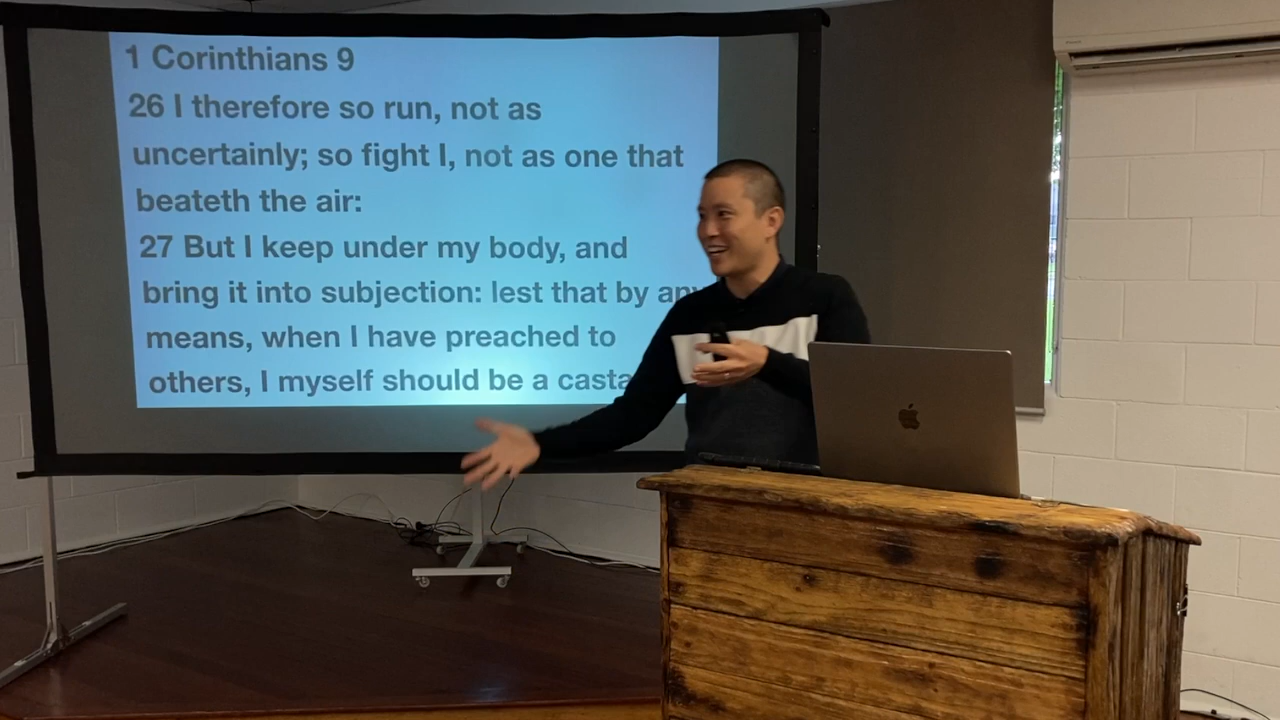 1 Corinthians 9
26 I therefore so run, not as
uncertainly; so fight I, not as one that
beateth the air:
27 But I keep under my body, and
bring it into subjection: lest that by any
means, when I have preached to
others, I myself should be a casta